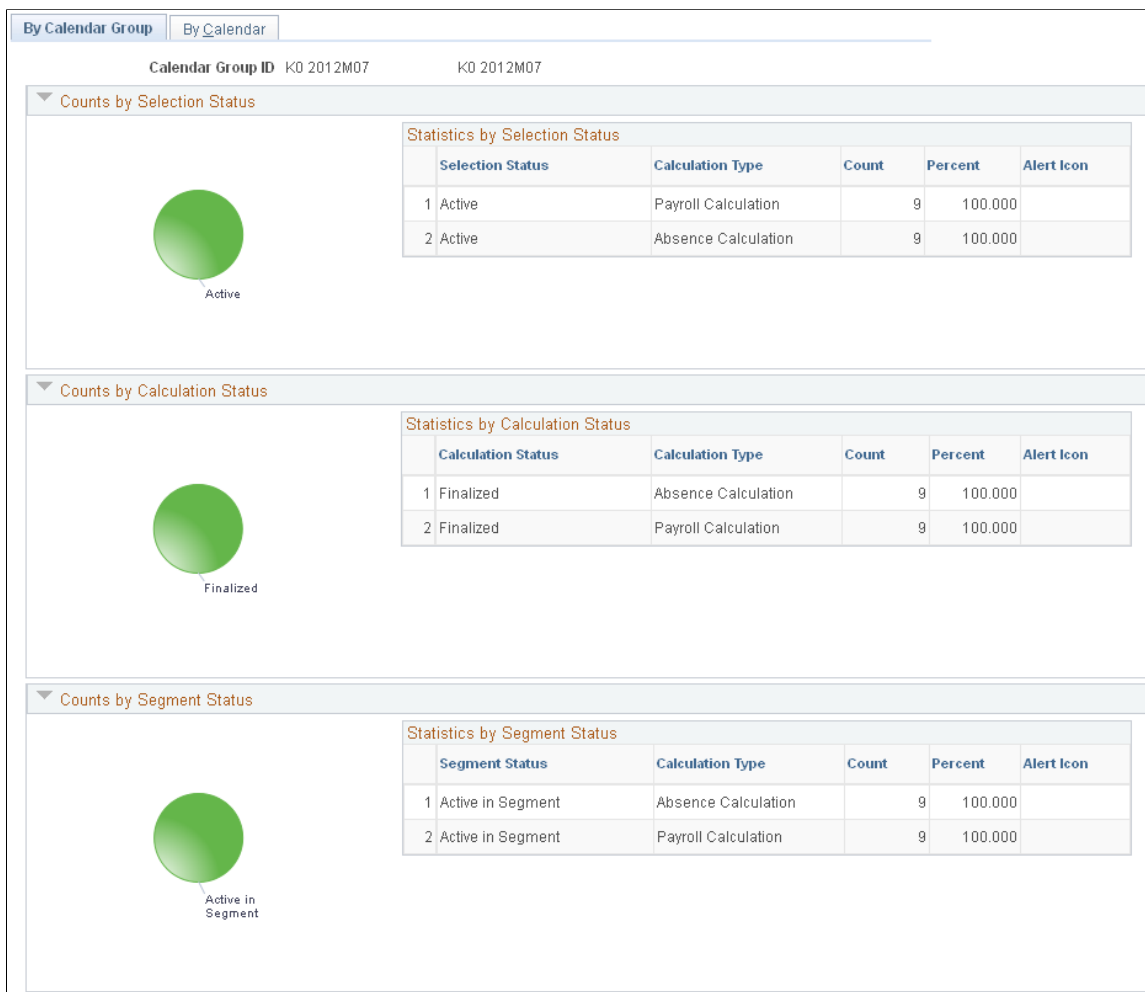 By Calendar Group By Calendar
Calendar Group ID K0 2012M07 K0 2012M07
Counts by Selection Status
Active
Statistics by Selection Status
Selection Status Calculation Type Count Percent Alert Icon
1 Active Payroll Calculation 9 100.000
2 Active Absence Calculation 9 100.000
Counts by Calculation Status
Finalized
Statistics by Calculation Status
Calculation Status Calculation Type Count Percent Alert Icon
1 Finalized Absence Calculation 9 100.000
2 Finalized Payroll Calculation 9 100.000
Counts by Segment Status
Active in
Segment
Statistics by Segment Status
Segment Status Calculation Type Count Percent Alert Icon
1 Active in Segment Absence Calculation 9 100.000
2 Active in Segment Payroll Calculation 9 100.000